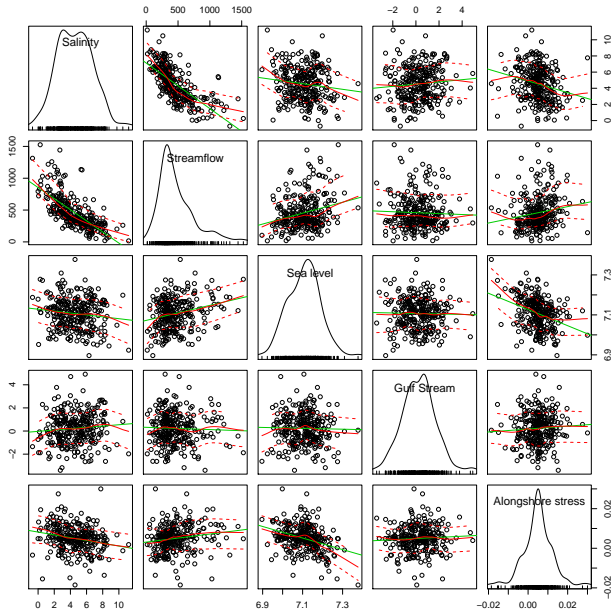 0 500 1000 1500
−2 0 2 4
Salinity
0 2 4 6 8 10
0 500 1000 1500
Streamflow
Sea level
6.9 7.1 7.3
−2 0 2 4
Gulf Stream
Alongshore stress
−0.02 0.00 0.02
0 2 4 6 8 10
6.9 7.1 7.3
−0.02 0.00 0.02